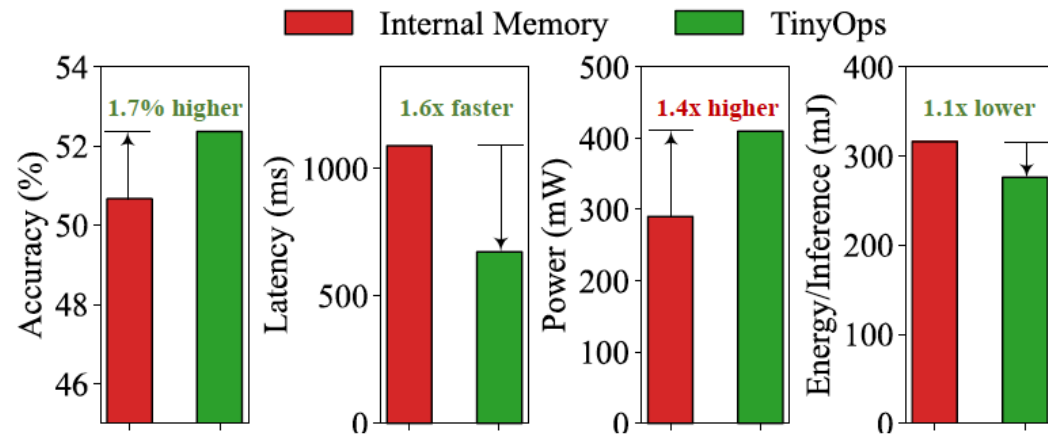 Internal Memory
TinyOps
Accuracy (%)
54
52
50
48
46
1.7% higher
Latency (ms)
1000
500
0
1.6x faster
Power (mW)
500
400
300
200
100
0
1.4x higher
Energy/Inference (mJ)
400
300
200
100
0
1.1x lower